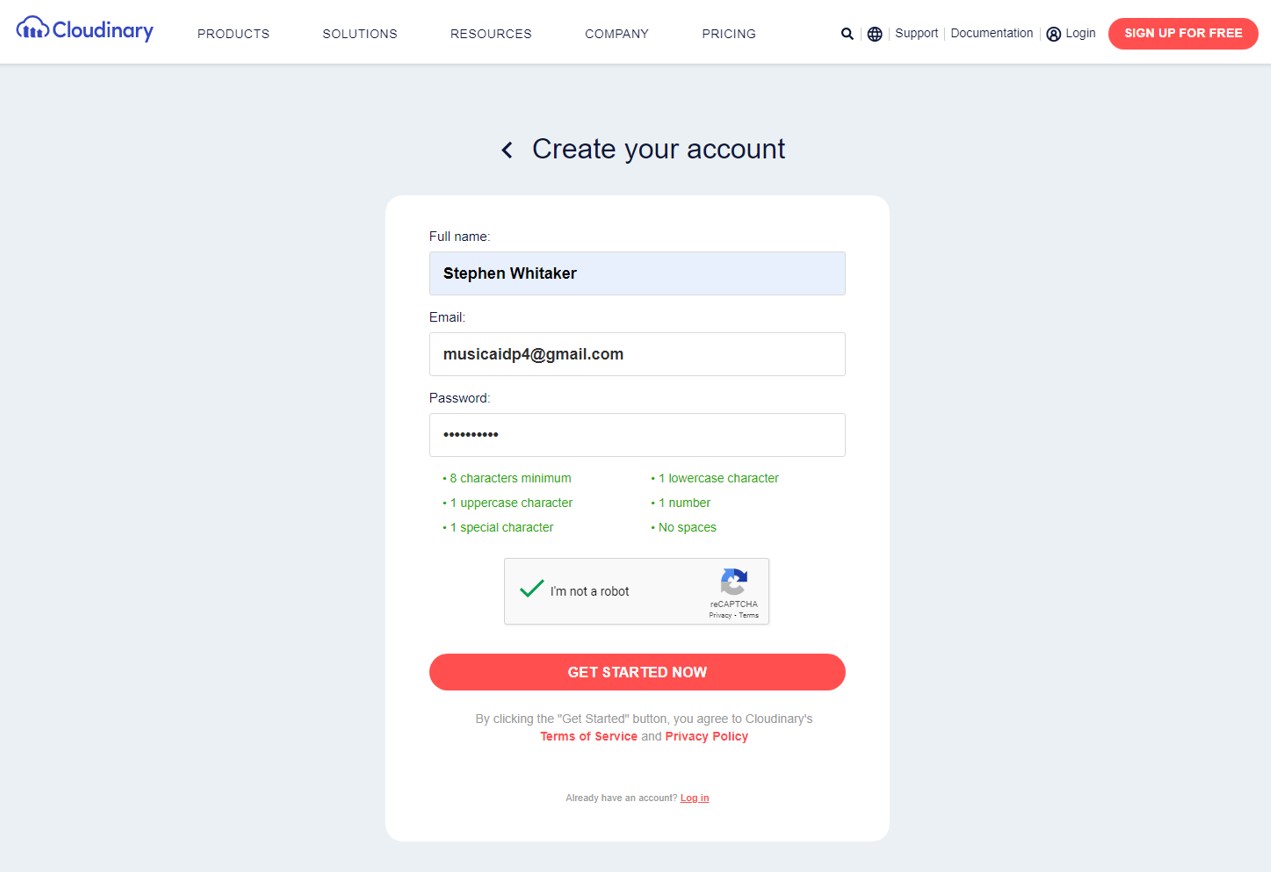 Cloudinary PRODUCTS SOLUTIONS RESOURCES COMPANY PRICING Support Documentation Login SIGN UP FOR FREE
Create your account
Full name:
Stephen Whitaker
Email:
musicaidp4@gmail.com
Password:
••••••••••
• 8 characters minimum • 1 lowercase character
• 1 uppercase character • 1 number
• 1 special character • No spaces
I'm not a robot
reCAPTCHA
Privacy - Terms
GET STARTED NOW
By clicking the "Get Started" button, you agree to Cloudinary's
Terms of Service and Privacy Policy
Already have an account? Log in